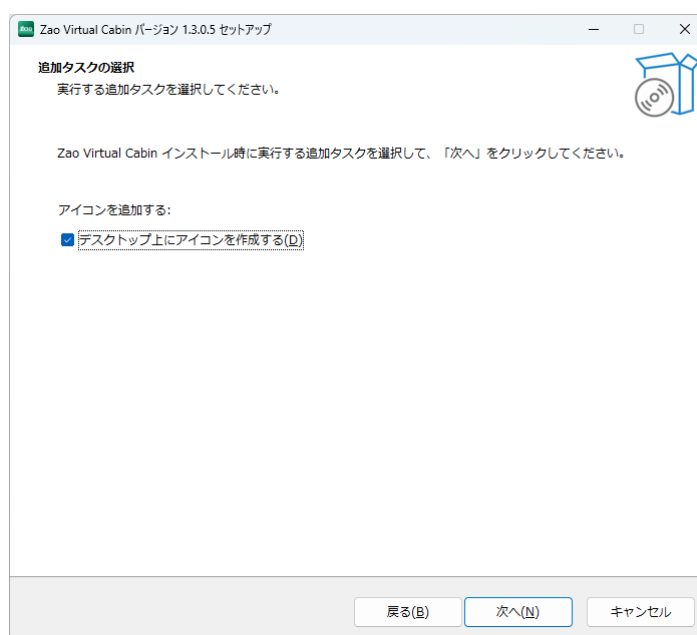 Zao Virtual Cabin バージョン 1.3.0.5 セットアップ
追加タスクの選択
実行する追加タスクを選択してください。
Zao Virtual Cabin インストール時に実行する追加タスクを選択して、「次へ」をクリックしてください。
アイコンを追加する:
デスクトップ上にアイコンを作成する(D)
戻る(B) 次へ(N) キャンセル